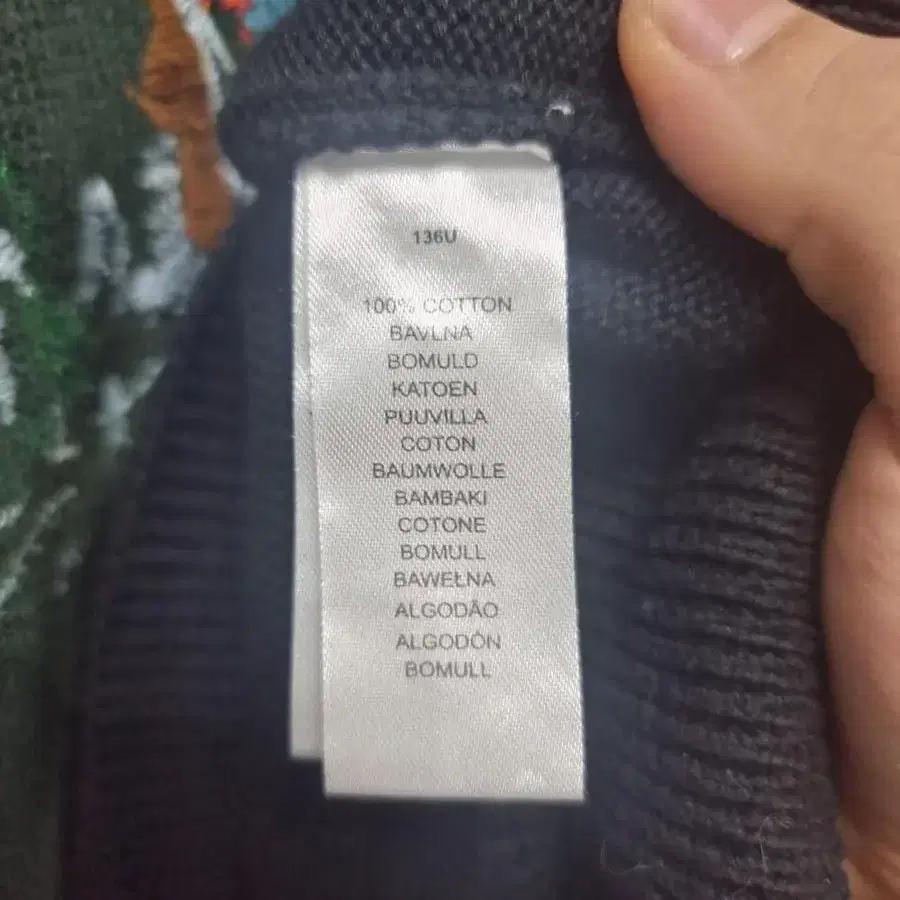 136U
100% COTTON
BAVLNA
BOMULD
KATOEN
PUUVILLA
COTON
BAUMWOLLE
BAMBAKI
COTONE
BOMULL
BAWEŁNA
ALGODÃO
ALGODÓN
BOMULL